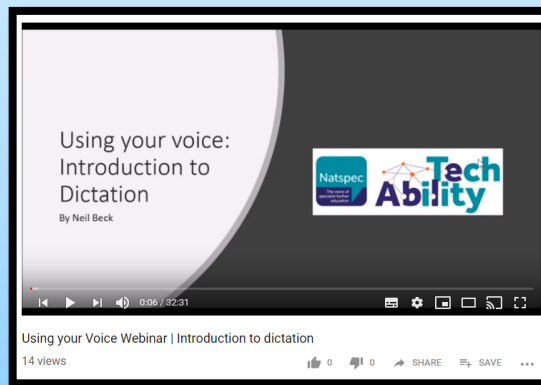 Using your voice:
Introduction to
Dictation
By Neil Beck
Natspec
The voice of
specialist further
education
Tech
Ability
0:06 / 32:31
Using your Voice Webinar | Introduction to dictation
14 views
0 0 SHARE SAVE